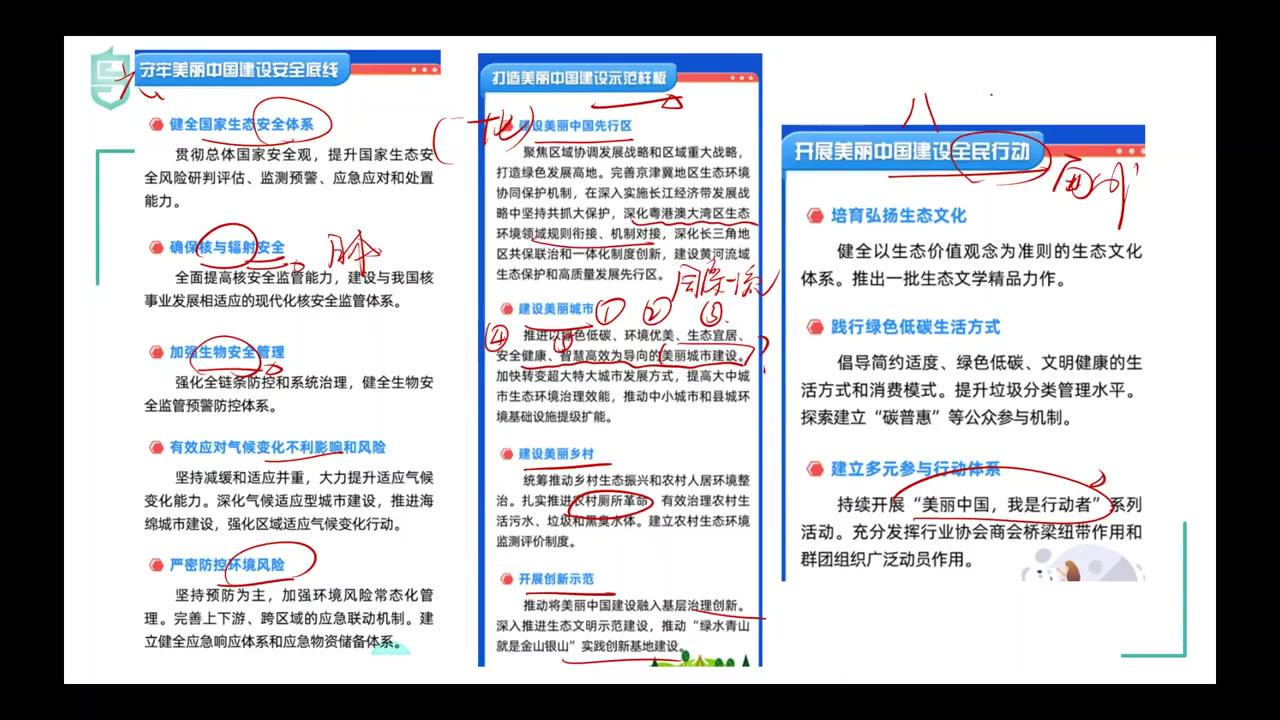 守牢美丽中国建设安全底线
六
健全国家生态安全体系
贯彻总体国家安全观，提升国家生态安
全风险研判评估、监测预警、应急应对和处置
能力。
确保核与辐射安全
全面提高核安全监管能力，建设与我国核
事业发展相适应的现代化核安全监管体系。
加强生物安全管理
强化全链条防控和系统治理，健全生物安
全监管预警防控体系。
有效应对气候变化不利影响和风险
坚持减缓和适应并重，大力提升适应气候
变化能力。深化气候适应型城市建设，推进海
绵城市建设，强化区域适应气候变化行动。
严密防控环境风险
坚持预防为主，加强环境风险常态化管
理。完善上下游、跨区域的应急联动机制。建
立健全应急响应体系和应急物资储备体系。
打造美丽中国建设示范样板
建设美丽中国先行区
聚焦区域协调发展战略和区域重大战略，
打造绿色发展高地。完善京津冀地区生态环境
协同保护机制，在深入实施长江经济带发展战
略中坚持共抓大保护，深化粤港澳大湾区生态
环境领域规则衔接、机制对接，深化长三角地
区共保联治和一体化制度创新，建设黄河流域
生态保护和高质量发展先行区。
建设美丽城市
① ② ③
④ ⑤
推进以绿色低碳、环境优美、生态宜居、
安全健康、智慧高效为导向的美丽城市建设。
加快转变超大特大城市发展方式，提高大中城
市生态环境治理效能，推动中小城市和县城环
境基础设施提级扩能。
建设美丽乡村
统筹推动乡村生态振兴和农村人居环境整
治。扎实推进农村厕所革命，有效治理农村生
活污水、垃圾和黑臭水体。建立农村生态环境
监测评价制度。
开展创新示范
推动将美丽中国建设融入基层治理创新。
深入推进生态文明示范建设，推动“绿水青山
就是金山银山”实践创新基地建设。
八
开展美丽中国建设全民行动
培育弘扬生态文化
健全以生态价值观念为准则的生态文化
体系。推出一批生态文学精品力作。
践行绿色低碳生活方式
倡导简约适度、绿色低碳、文明健康的生
活方式和消费模式。提升垃圾分类管理水平。
探索建立“碳普惠”等公众参与机制。
建立多元参与行动体系
持续开展“美丽中国，我是行动者”系列
活动。充分发挥行业协会商会桥梁纽带作用和
群团组织广泛动员作用。